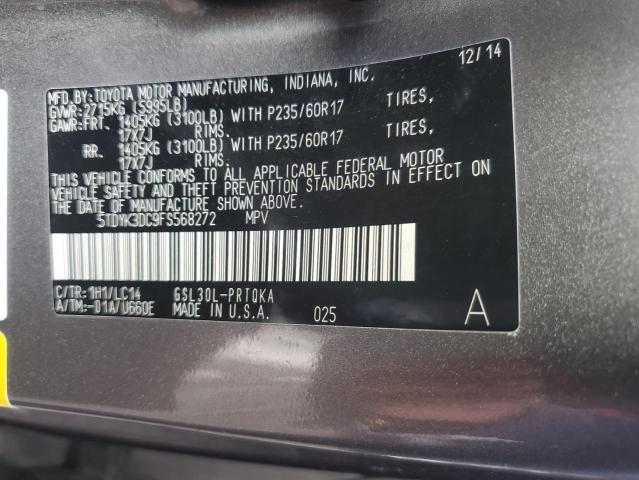 MFD.BY:TOYOTA MOTOR MANUFACTURING, INDIANA, INC. 12/14
GVWR:2715KG (5995LB)
GAWR:FRT. 1405KG (3100LB) WITH P235/60R17 TIRES,
17X7J RIMS.
RR. 1405KG (3100LB) WITH P235/60R17 TIRES,
17X7J RIMS.
THIS VEHICLE CONFORMS TO ALL APPLICABLE FEDERAL MOTOR
VEHICLE SAFETY AND THEFT PREVENTION STANDARDS IN EFFECT ON
THE DATE OF MANUFACTURE SHOWN ABOVE.
5TDYK3DC9FS568272 MPV
C/TR:1H1/LC14 GSL30L-PRTQKA
A/TM:-01A/U660E MADE IN U.S.A. 025 A